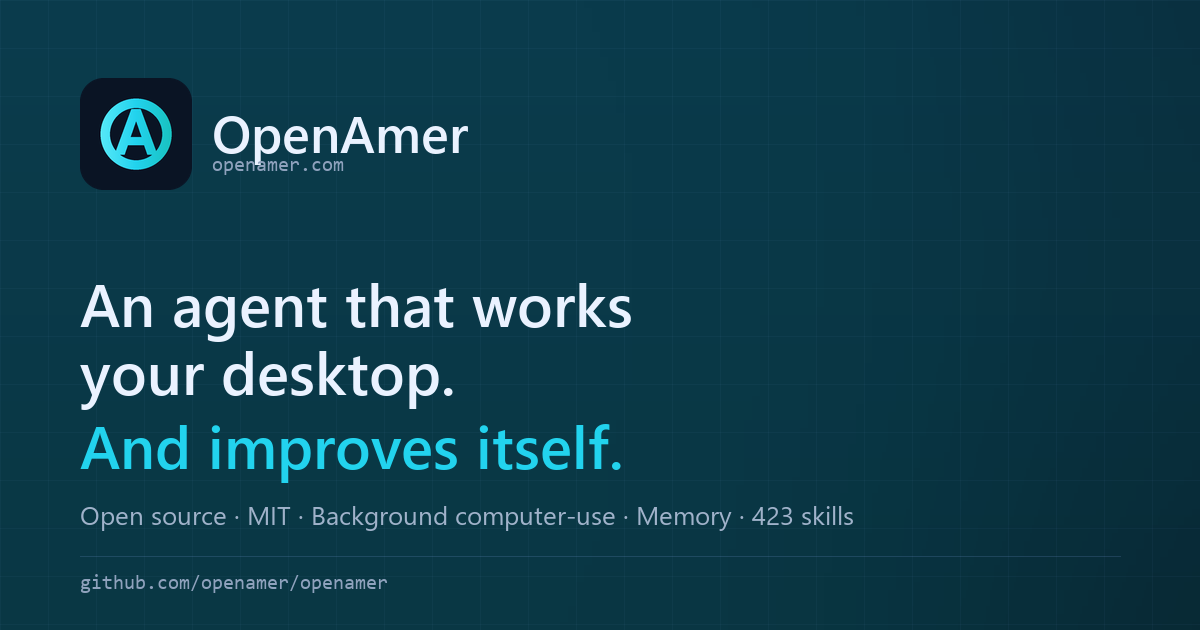 A
OpenAmer
openamer.com
An agent that works
your desktop.
And improves itself.
Open source · MIT · Background computer-use · Memory · 423 skills
github.com/openamer/openamer